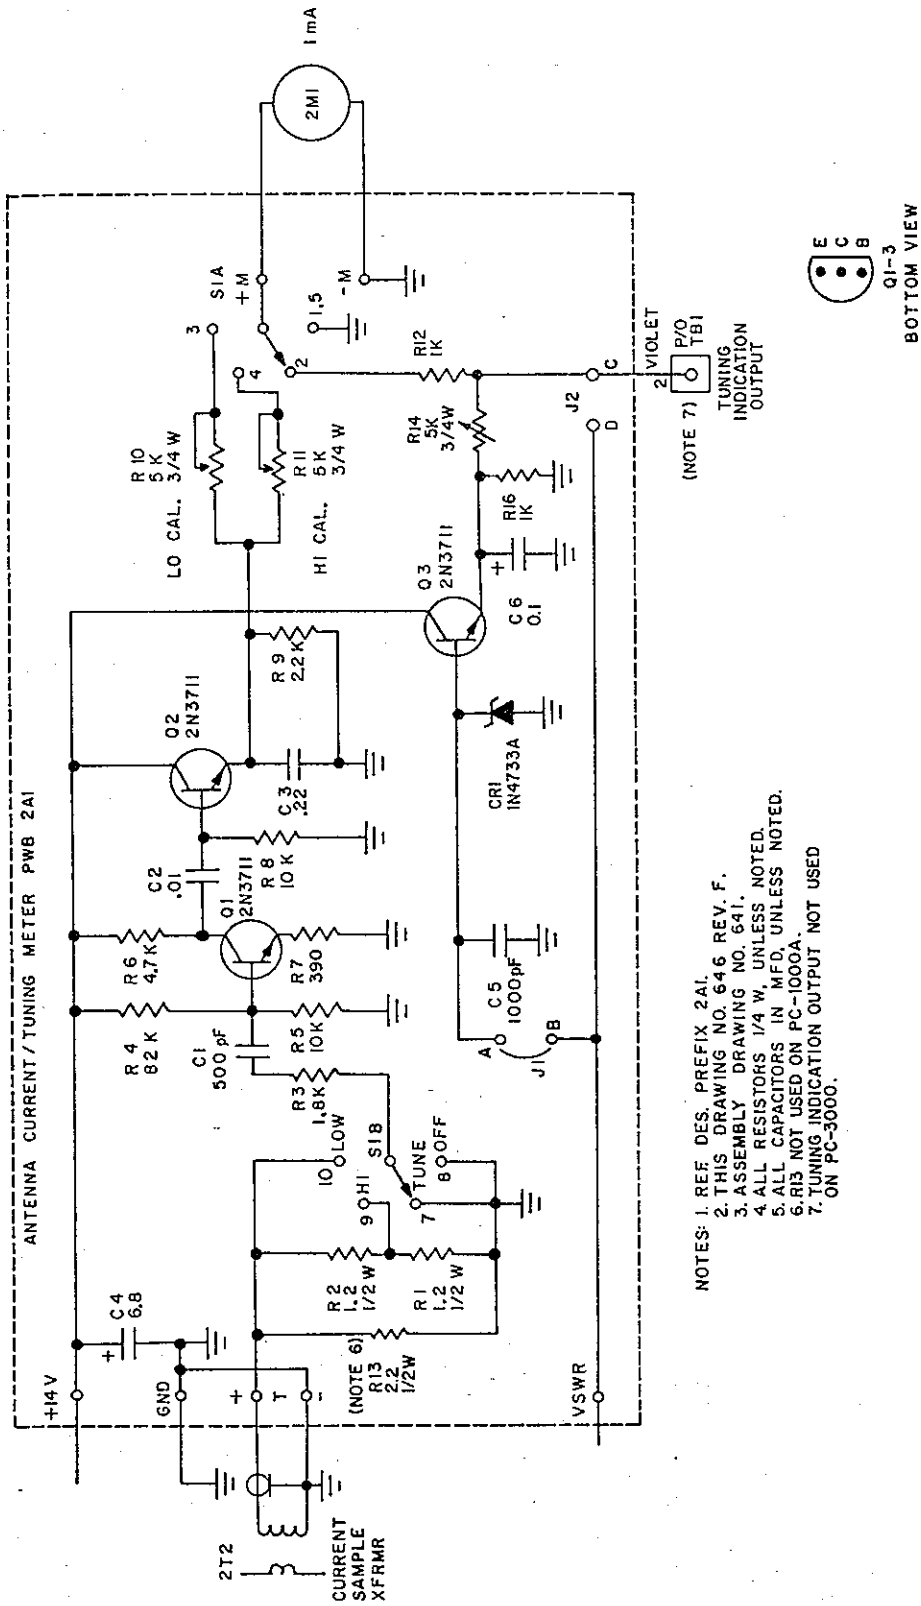 ANTENNA CURRENT/TUNING METER PWB 2A1
+14V
C4
6.8
+
GND
+
T
-
2T2
CURRENT
SAMPLE
XFRMR
(NOTE 6)
R13
2.2
1/2W
R2
1.2
1/2W
R1
1.2
1/2W
10
LOW
9
HI
S1B
7
TUNE
8
OFF
R4
82K
R6
4.7K
C1
500pF
R3
1.8K
R5
10K
R7
390
Q1
2N3711
C2
.01
R8
10K
Q2
2N3711
C3
.22
R9
2.2K
LO CAL.
R10
5K
3/4W
HI CAL.
R11
5K
3/4W
3
4
2
1,5
S1A
+M
-M
2M1
1mA
R12
1K
R14
5K
3/4W
R16
1K
Q3
2N3711
+
C6
0.1
CR1
1N4733A
C5
1000pF
A
B
J1
VSWR
J2
C
D
VIOLET
2
P/O
TB1
(NOTE 7)
TUNING
INDICATION
OUTPUT
E
C
B
Q1-3
BOTTOM VIEW
NOTES: 1. REF. DES. PREFIX 2A1.
2. THIS DRAWING NO. 646 REV. F.
3. ASSEMBLY DRAWING NO. 641.
4. ALL RESISTORS 1/4 W, UNLESS NOTED.
5. ALL CAPACITORS IN MFD, UNLESS NOTED.
6. R13 NOT USED ON PC-1000A.
7. TUNING INDICATION OUTPUT NOT USED
ON PC-3000.